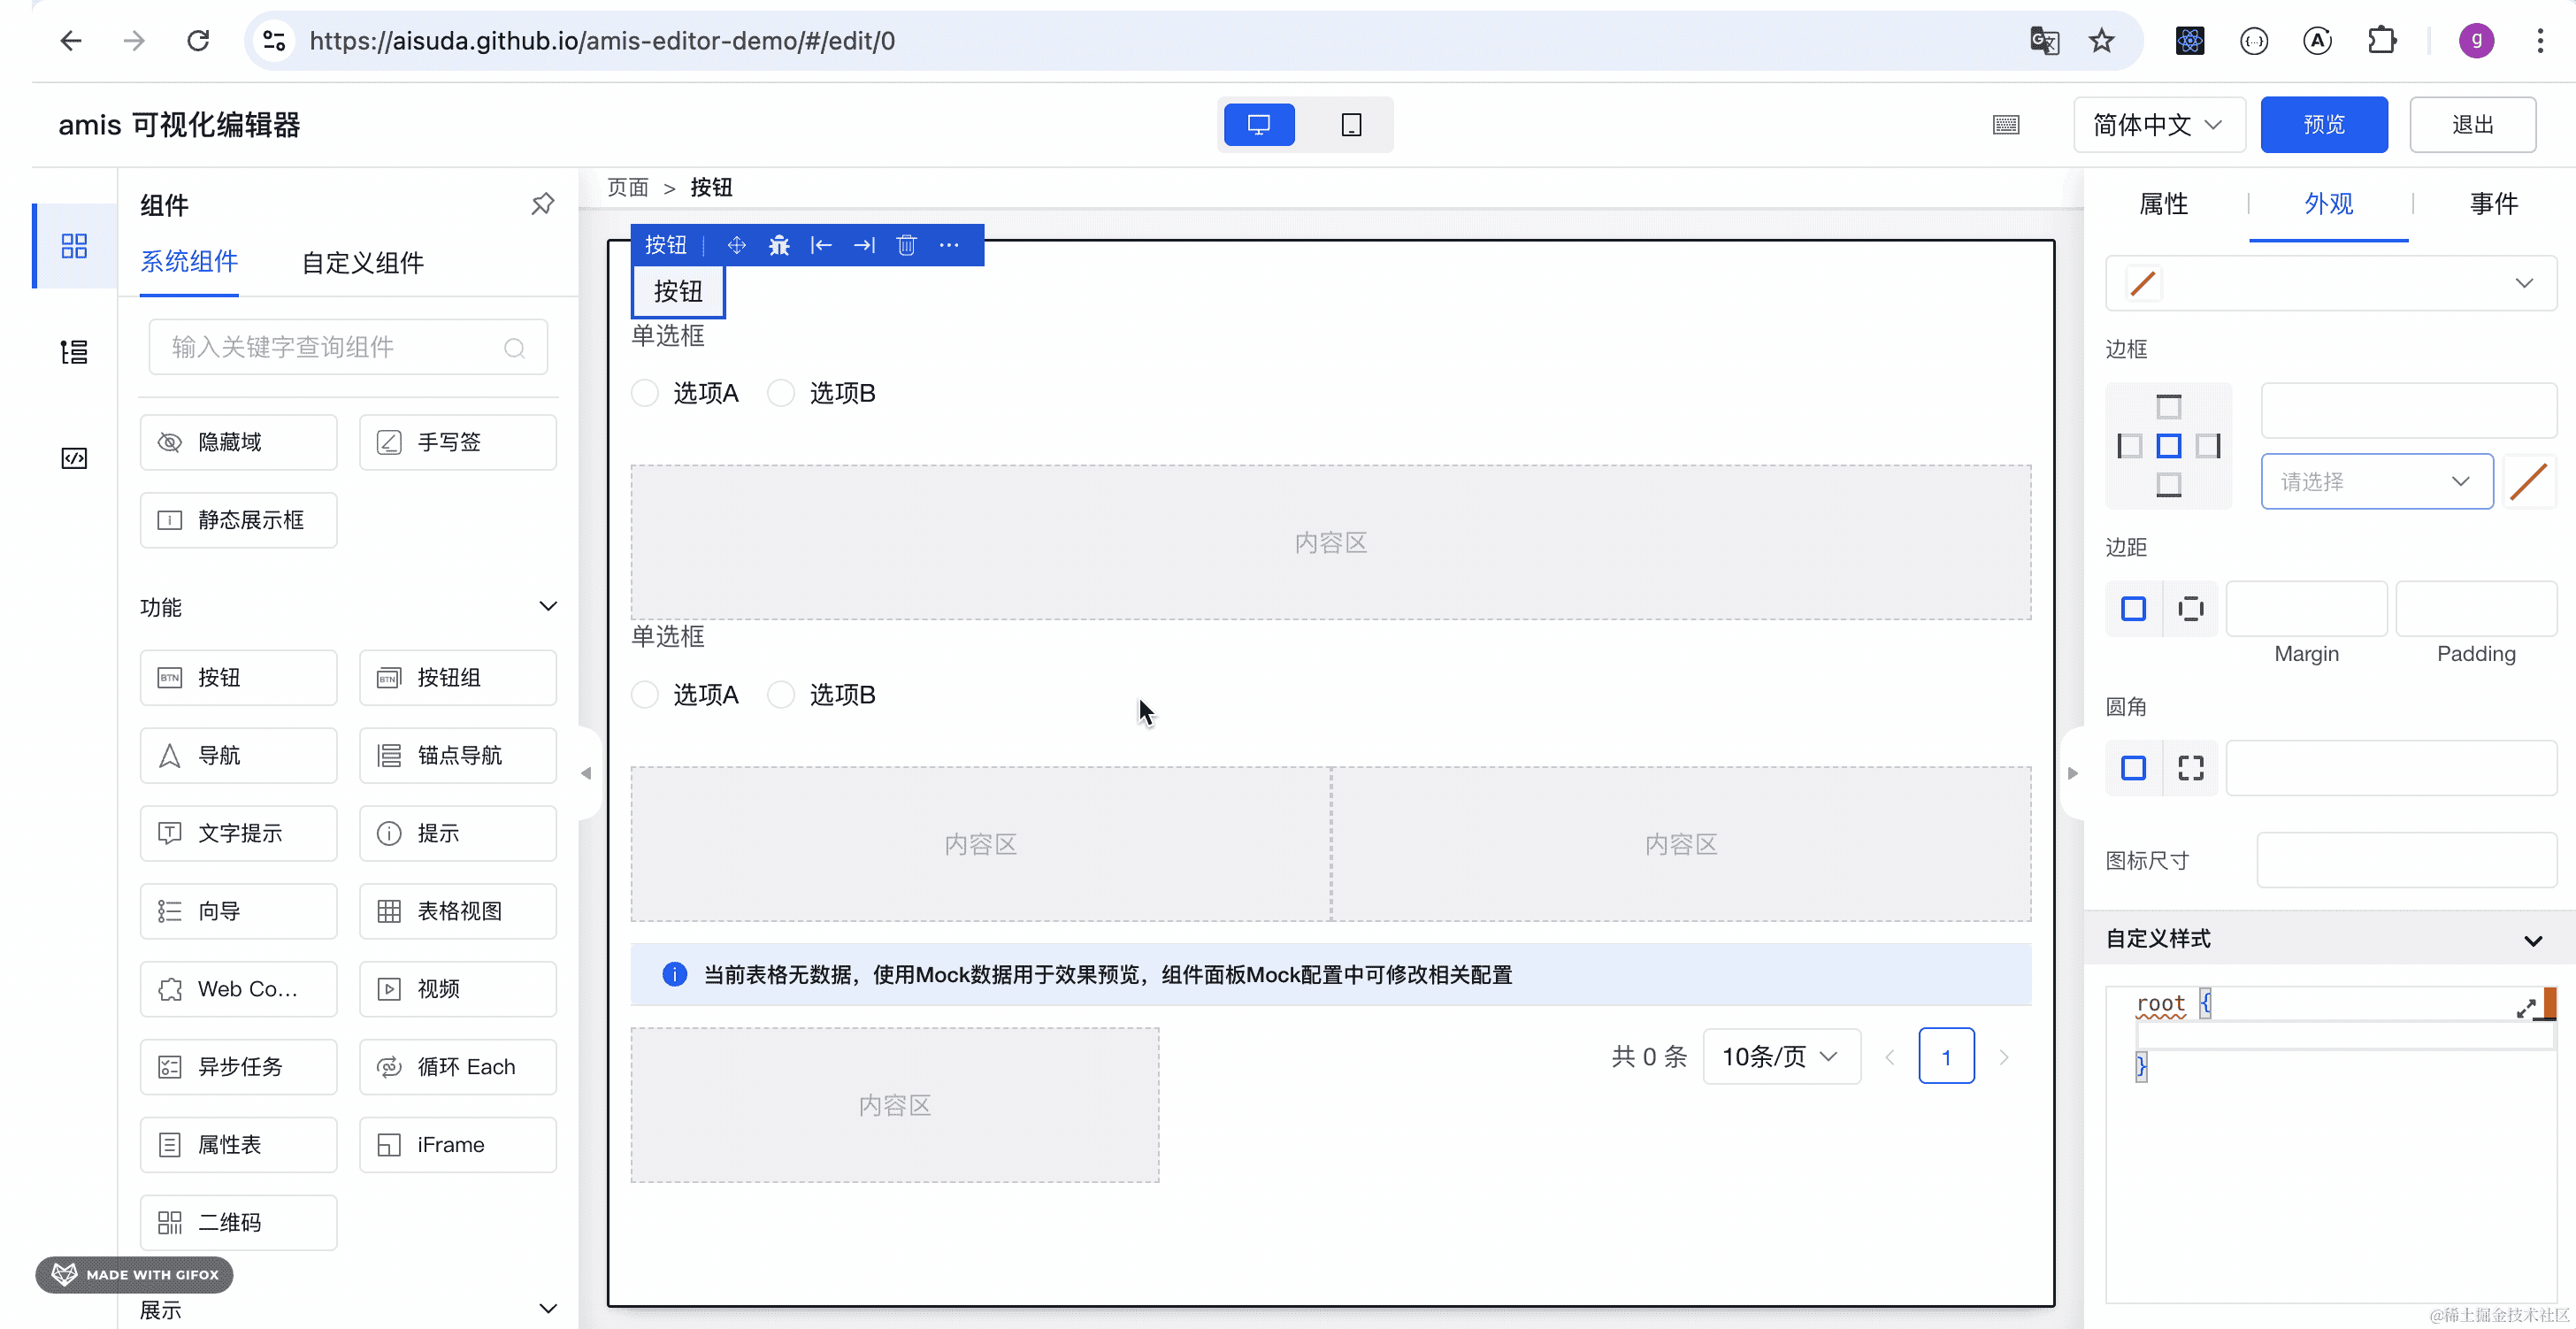 https://aisuda.github.io/amis-editor-demo/#/edit/0
g
amis 可视化编辑器
简体中文
预览
退出
组件
系统组件
自定义组件
输入关键字查询组件
隐藏域
手写签
静态展示框
功能
BTN
按钮
BTN
按钮组
导航
锚点导航
文字提示
提示
向导
表格视图
Web Co...
视频
异步任务
循环 Each
属性表
iFrame
二维码
MADE WITH GIFOX
展示
页面 > 按钮
按钮
按钮
单选框
选项A
选项B
内容区
单选框
选项A
选项B
内容区
内容区
当前表格无数据，使用Mock数据用于效果预览，组件面板Mock配置中可修改相关配置
内容区
共 0 条
10条/页
1
属性
外观
事件
边框
请选择
边距
Margin
Padding
圆角
图标尺寸
自定义样式
root {
}
@稀土掘金技术社区